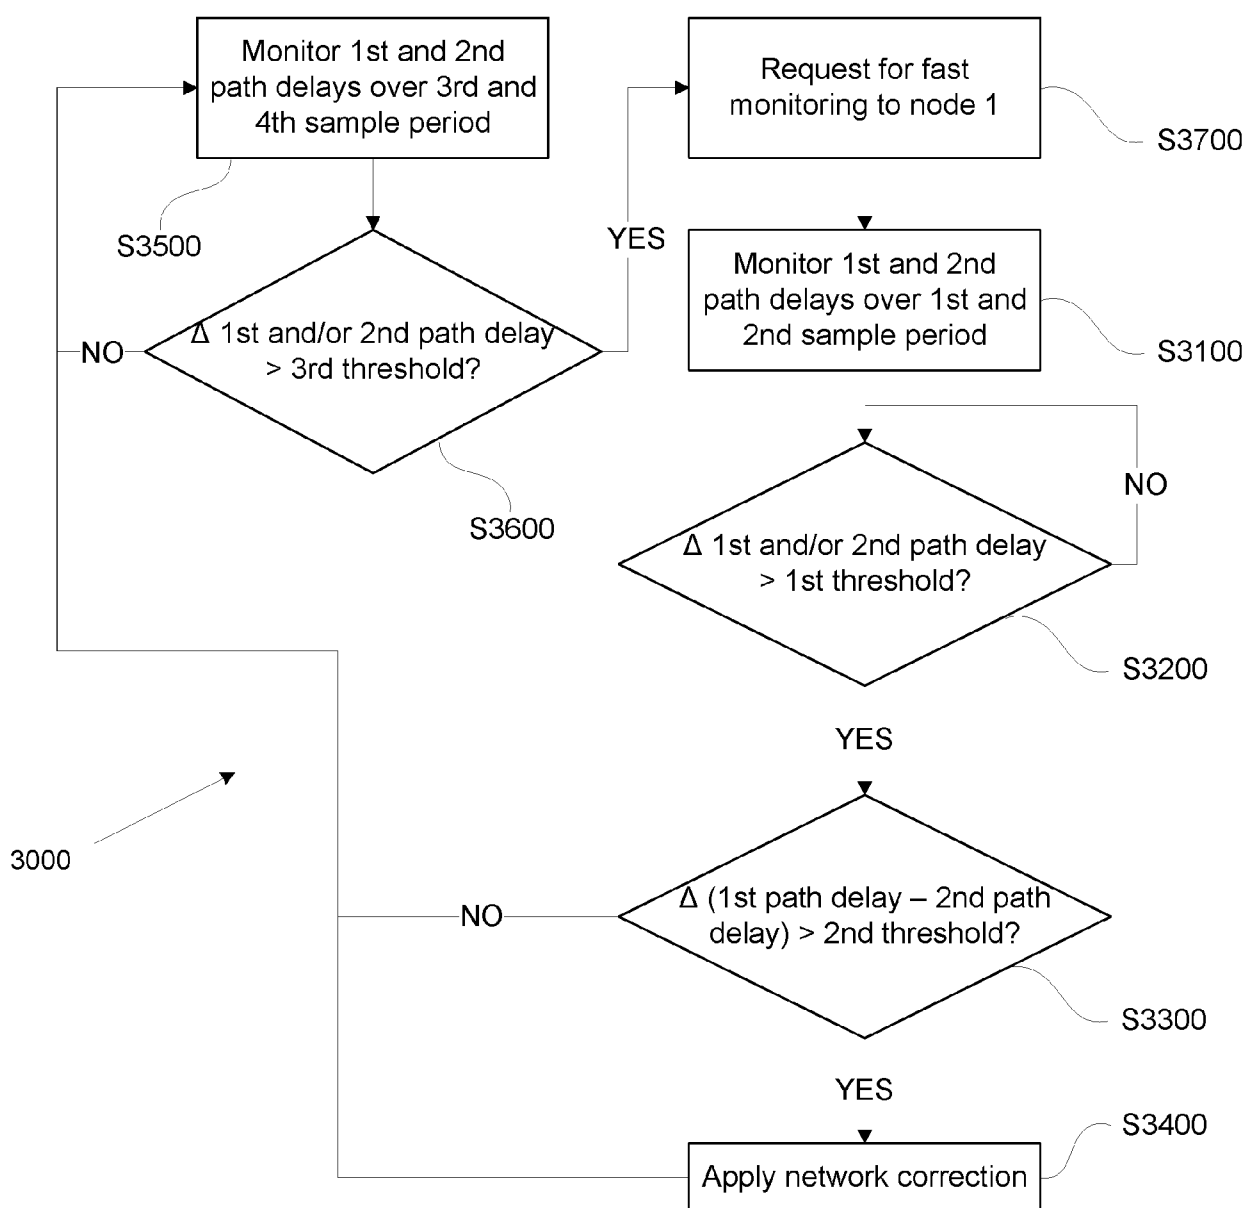 Monitor 1st and 2nd
path delays over 3rd and
4th sample period
S3500
Request for fast
monitoring to node 1
S3700
YES
Monitor 1st and 2nd
path delays over 1st and
2nd sample period
S3100
Δ 1st and/or 2nd path delay
> 3rd threshold?
NO
S3600
NO
Δ 1st and/or 2nd path delay
> 1st threshold?
S3200
YES
3000
Δ (1st path delay – 2nd path
delay) > 2nd threshold?
NO
S3300
YES
S3400
Apply network correction